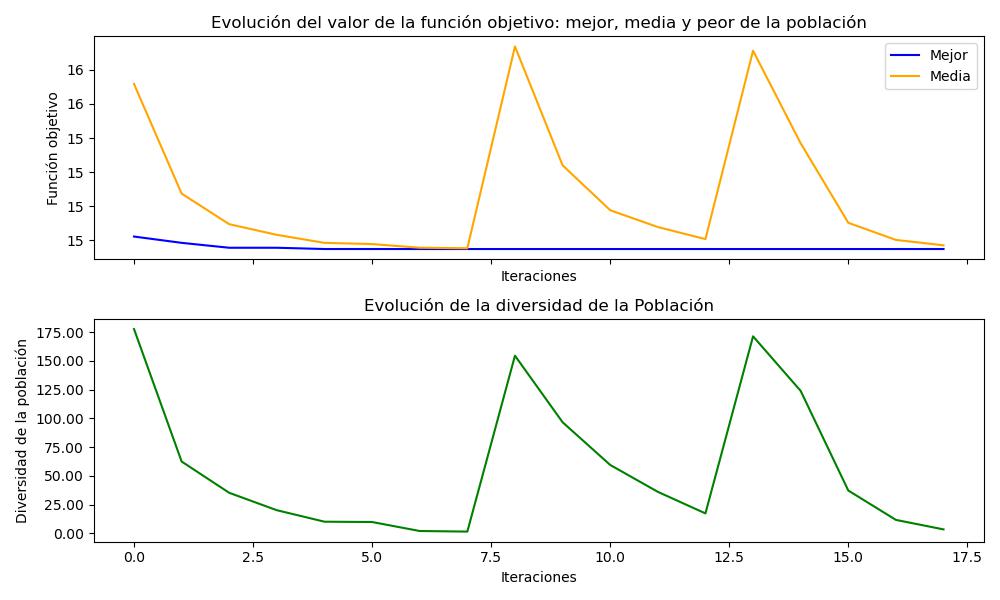 Evolución del valor de la función objetivo: mejor, media y peor de la población
Función objetivo
16
16
15
15
15
15
Mejor
Media
Iteraciones
Evolución de la diversidad de la Población
Diversidad de la población
175.00
150.00
125.00
100.00
75.00
50.00
25.00
0.00
0.0 2.5 5.0 7.5 10.0 12.5 15.0 17.5
Iteraciones